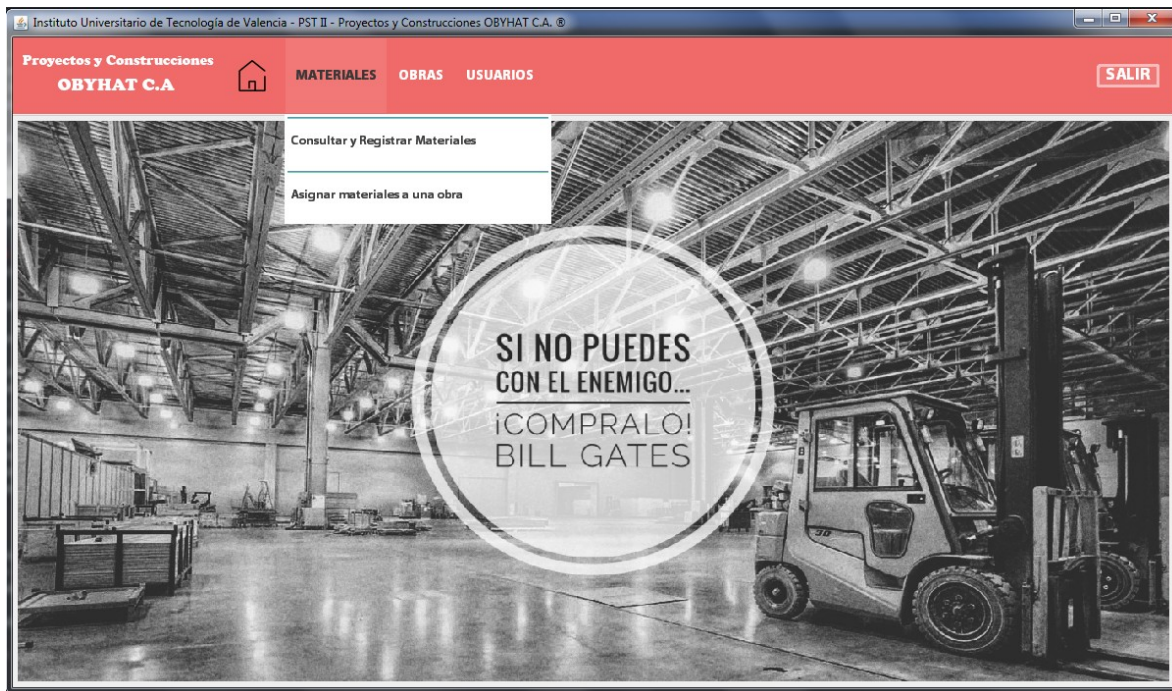 Instituto Universitario de Tecnología de Valencia - PST II - Proyectos y Construcciones OBYHAT C.A. ®
Proyectos y Construcciones
OBYHAT C.A
MATERIALES
OBRAS
USUARIOS
SALIR
Consultar y Registrar Materiales
Asignar materiales a una obra
SI NO PUEDES
CON EL ENEMIGO...
¡COMPRALO!
BILL GATES
30